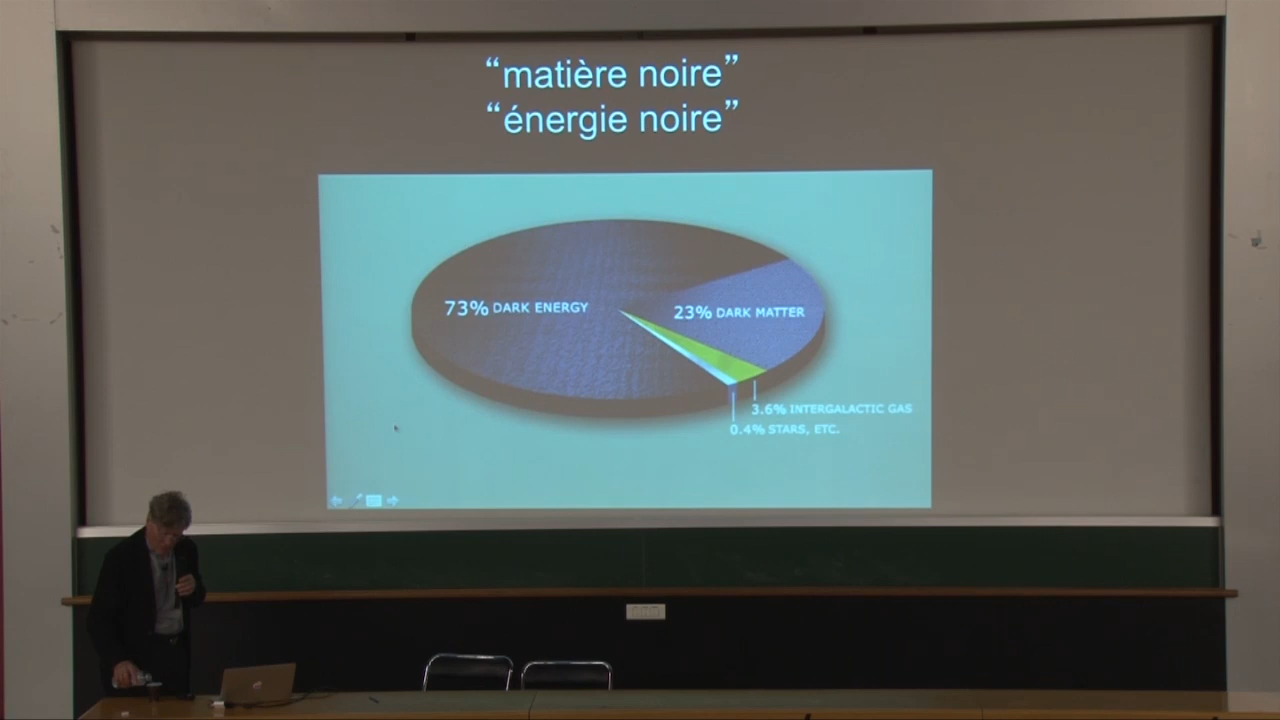 “matière noire”
“énergie noire”
73% DARK ENERGY
23% DARK MATTER
3.6% INTERGALACTIC GAS
0.4% STARS, ETC.